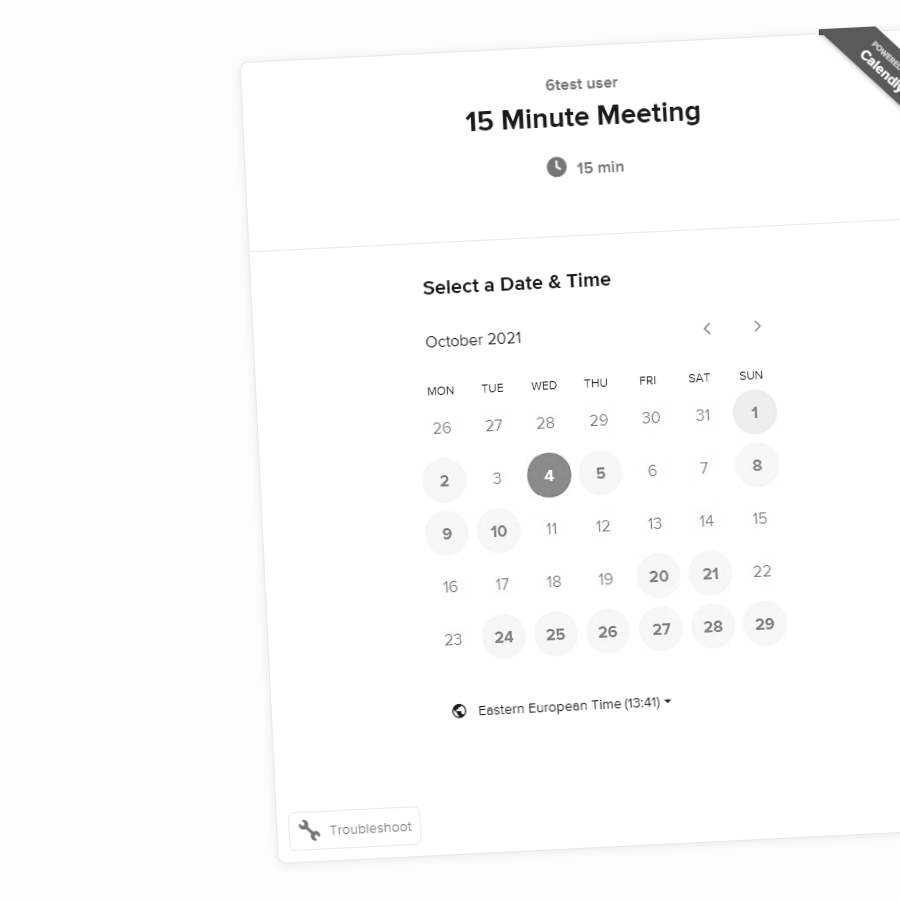 POWERED
Calendly
6test user
15 Minute Meeting
15 min
Select a Date & Time
October 2021
MON TUE WED THU FRI SAT SUN
26 27 28 29 30 31 1
2 3 4 5 6 7 8
9 10 11 12 13 14 15
16 17 18 19 20 21 22
23 24 25 26 27 28 29
Eastern European Time (13:41)
Troubleshoot